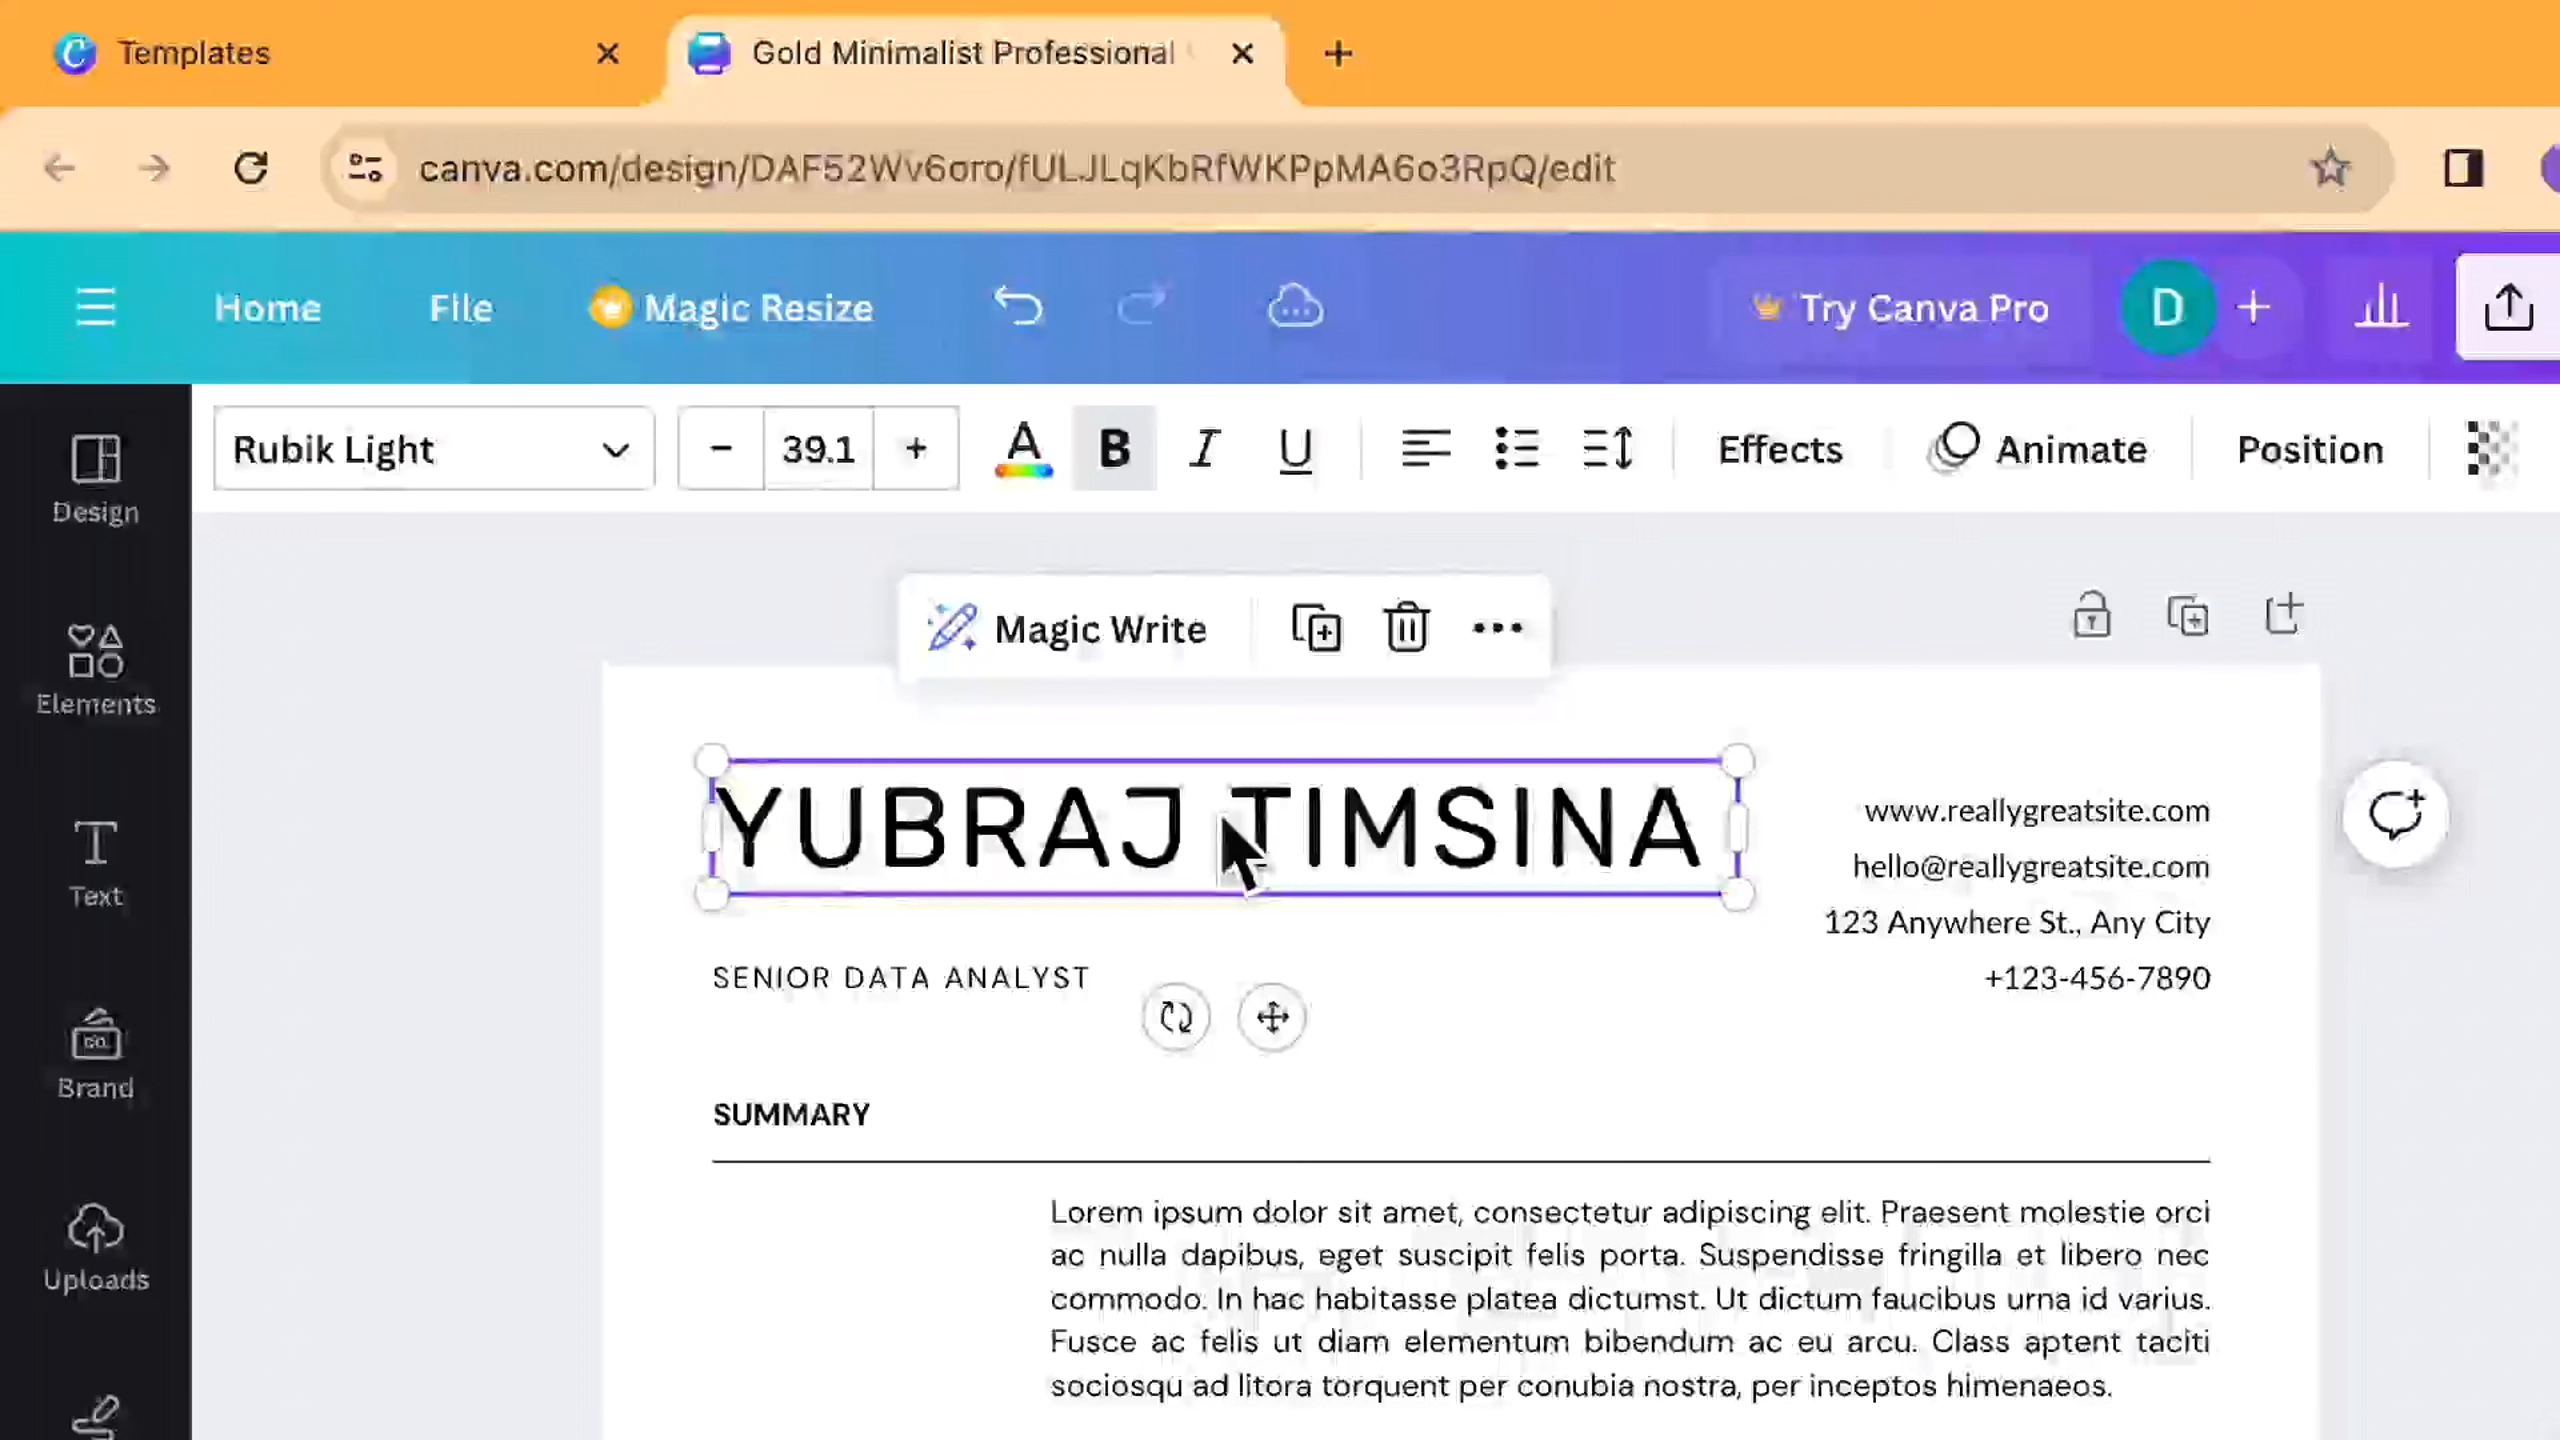 Templates
Gold Minimalist Professional
canva.com/design/DAF52Wv6oro/fULJLqKbRfWKPpMA6o3RpQ/edit
Home File Magic Resize Try Canva Pro D
Rubik Light 39.1 A B I U Effects Animate Position
Design
Elements
Text
Brand
Uploads
Magic Write
YUBRAJ TIMSINA
SENIOR DATA ANALYST
www.reallygreatsite.com
hello@reallygreatsite.com
123 Anywhere St., Any City
+123-456-7890
SUMMARY
Lorem ipsum dolor sit amet, consectetur adipiscing elit. Praesent molestie orci
ac nulla dapibus, eget suscipit felis porta. Suspendisse fringilla et libero nec
commodo. In hac habitasse platea dictumst. Ut dictum faucibus urna id varius.
Fusce ac felis ut diam elementum bibendum ac eu arcu. Class aptent taciti
sociosqu ad litora torquent per conubia nostra, per inceptos himenaeos.